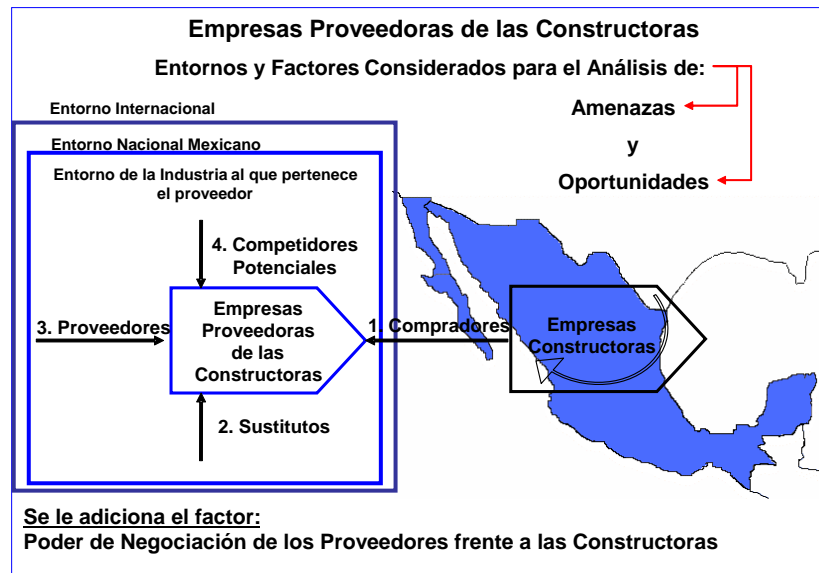 Empresas Proveedoras de las Constructoras
Entornos y Factores Considerados para el Análisis de:
Amenazas
y
Oportunidades
Entorno Internacional
Entorno Nacional Mexicano
Entorno de la Industria al que pertenece
el proveedor
4. Competidores
Potenciales
3. Proveedores
Empresas
Proveedoras
de las
Constructoras
1. Compradores
Empresas
Constructoras
2. Sustitutos
Se le adiciona el factor:
Poder de Negociación de los Proveedores frente a las Constructoras